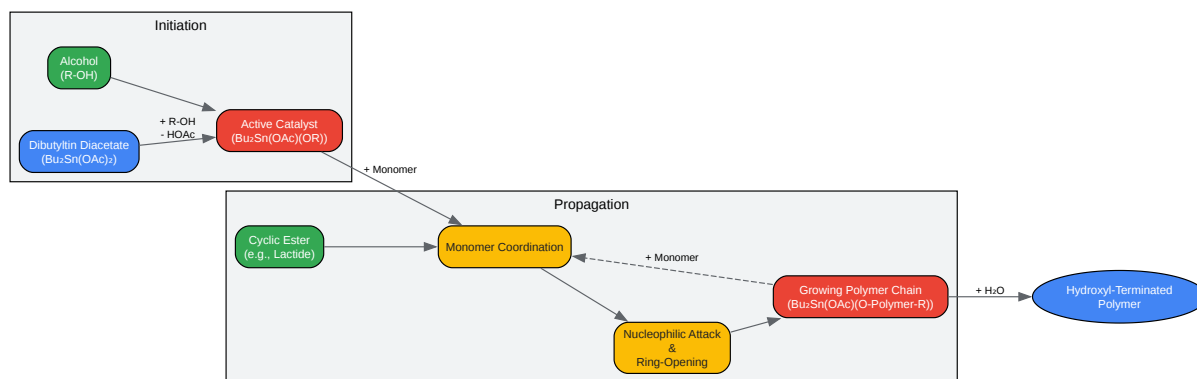 Initiation
Alcohol
(R-OH)
+ R-OH
- HOAc
Dibutyltin Diacetate
(Bu₂Sn(OAc)₂)
Active Catalyst
(Bu₂Sn(OAc)(OR))
+ Monomer
Propagation
Cyclic Ester
(e.g., Lactide)
Monomer Coordination
+ Monomer
Nucleophilic Attack
&
Ring-Opening
Growing Polymer Chain
(Bu₂Sn(OAc)(O-Polymer-R))
+ H₂O
Hydroxyl-Terminated
Polymer